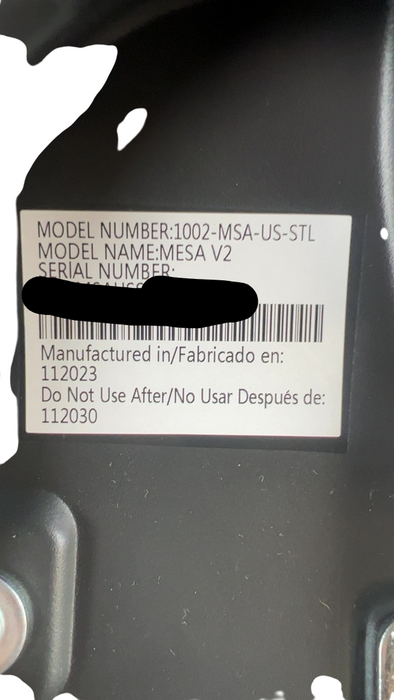 MODEL NUMBER:1002-MSA-US-STL
MODEL NAME:MESA V2
SERIAL NUMBER:
Manufactured in/Fabricado en:
112023
Do Not Use After/No Usar Después de:
112030